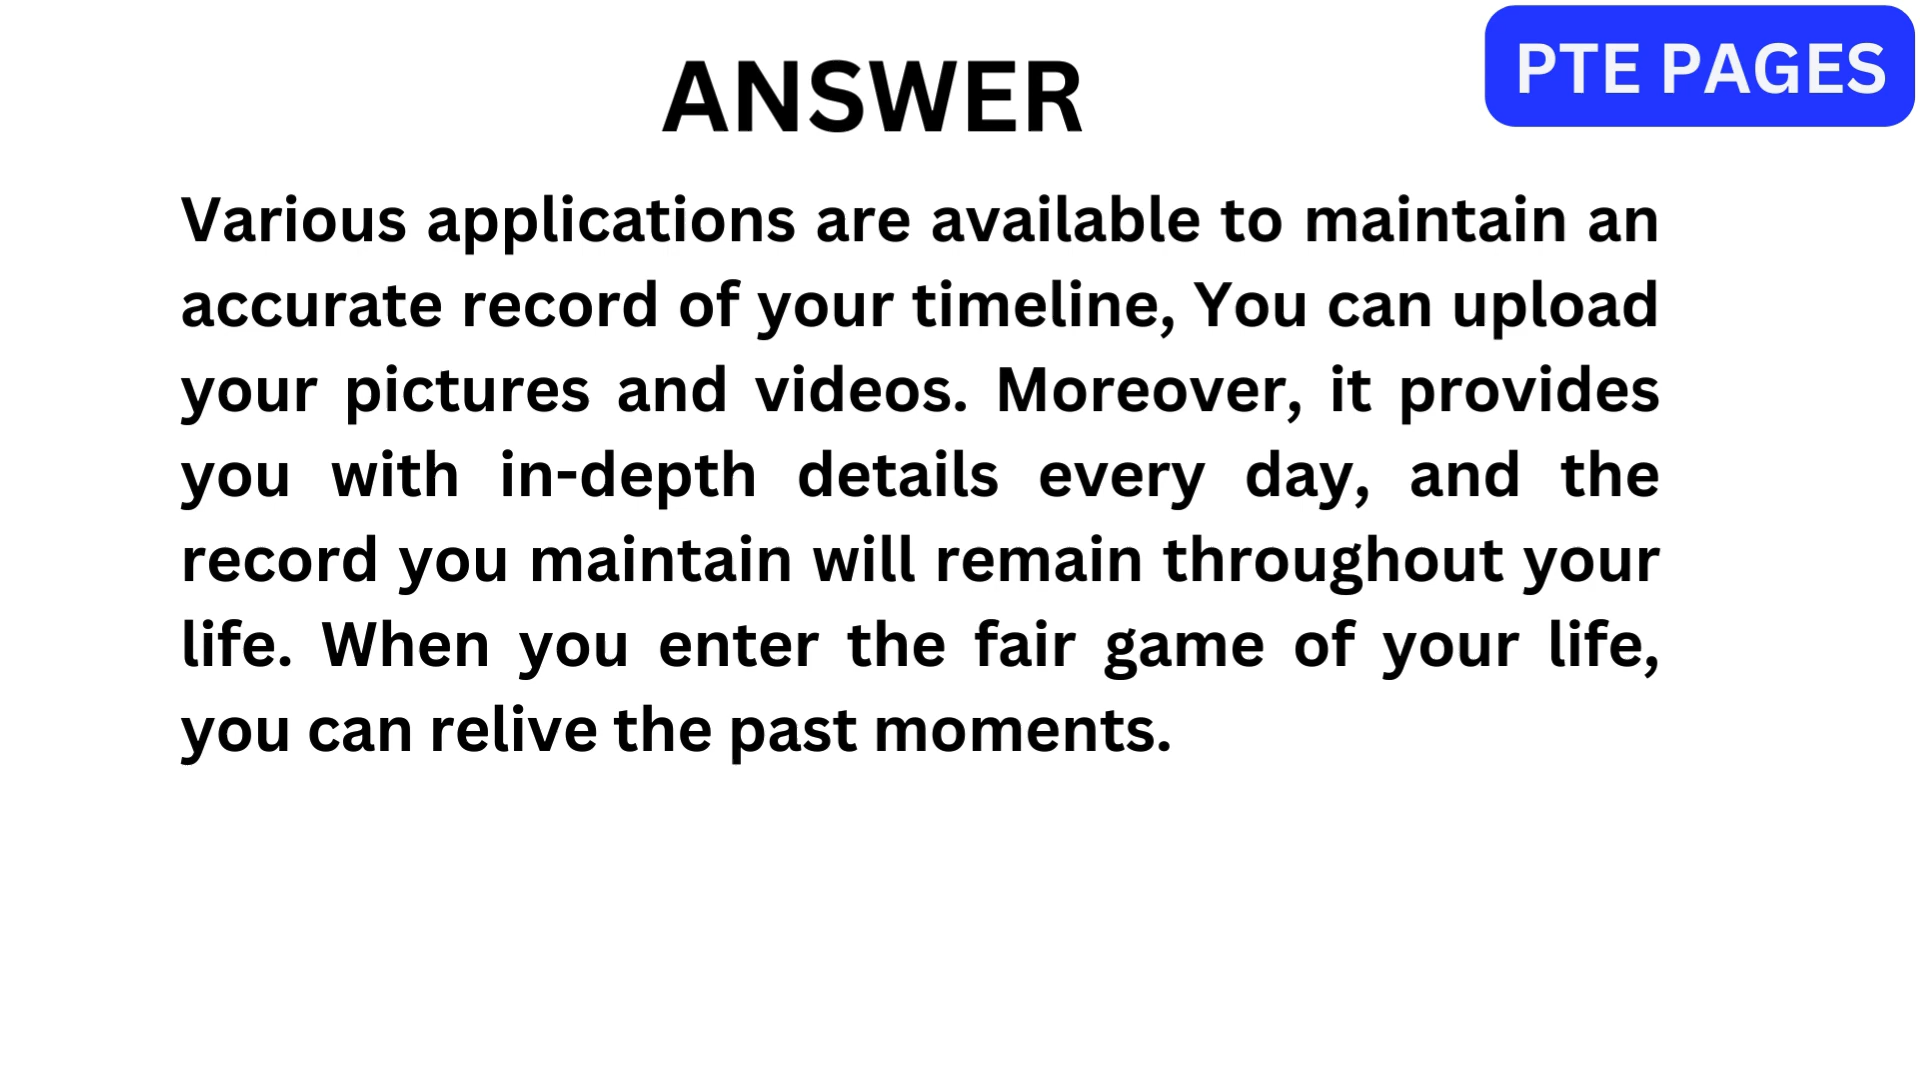 PTE PAGES
ANSWER
Various applications are available to maintain an
accurate record of your timeline, You can upload
your pictures and videos. Moreover, it provides
you with in-depth details every day, and the
record you maintain will remain throughout your
life. When you enter the fair game of your life,
you can relive the past moments.